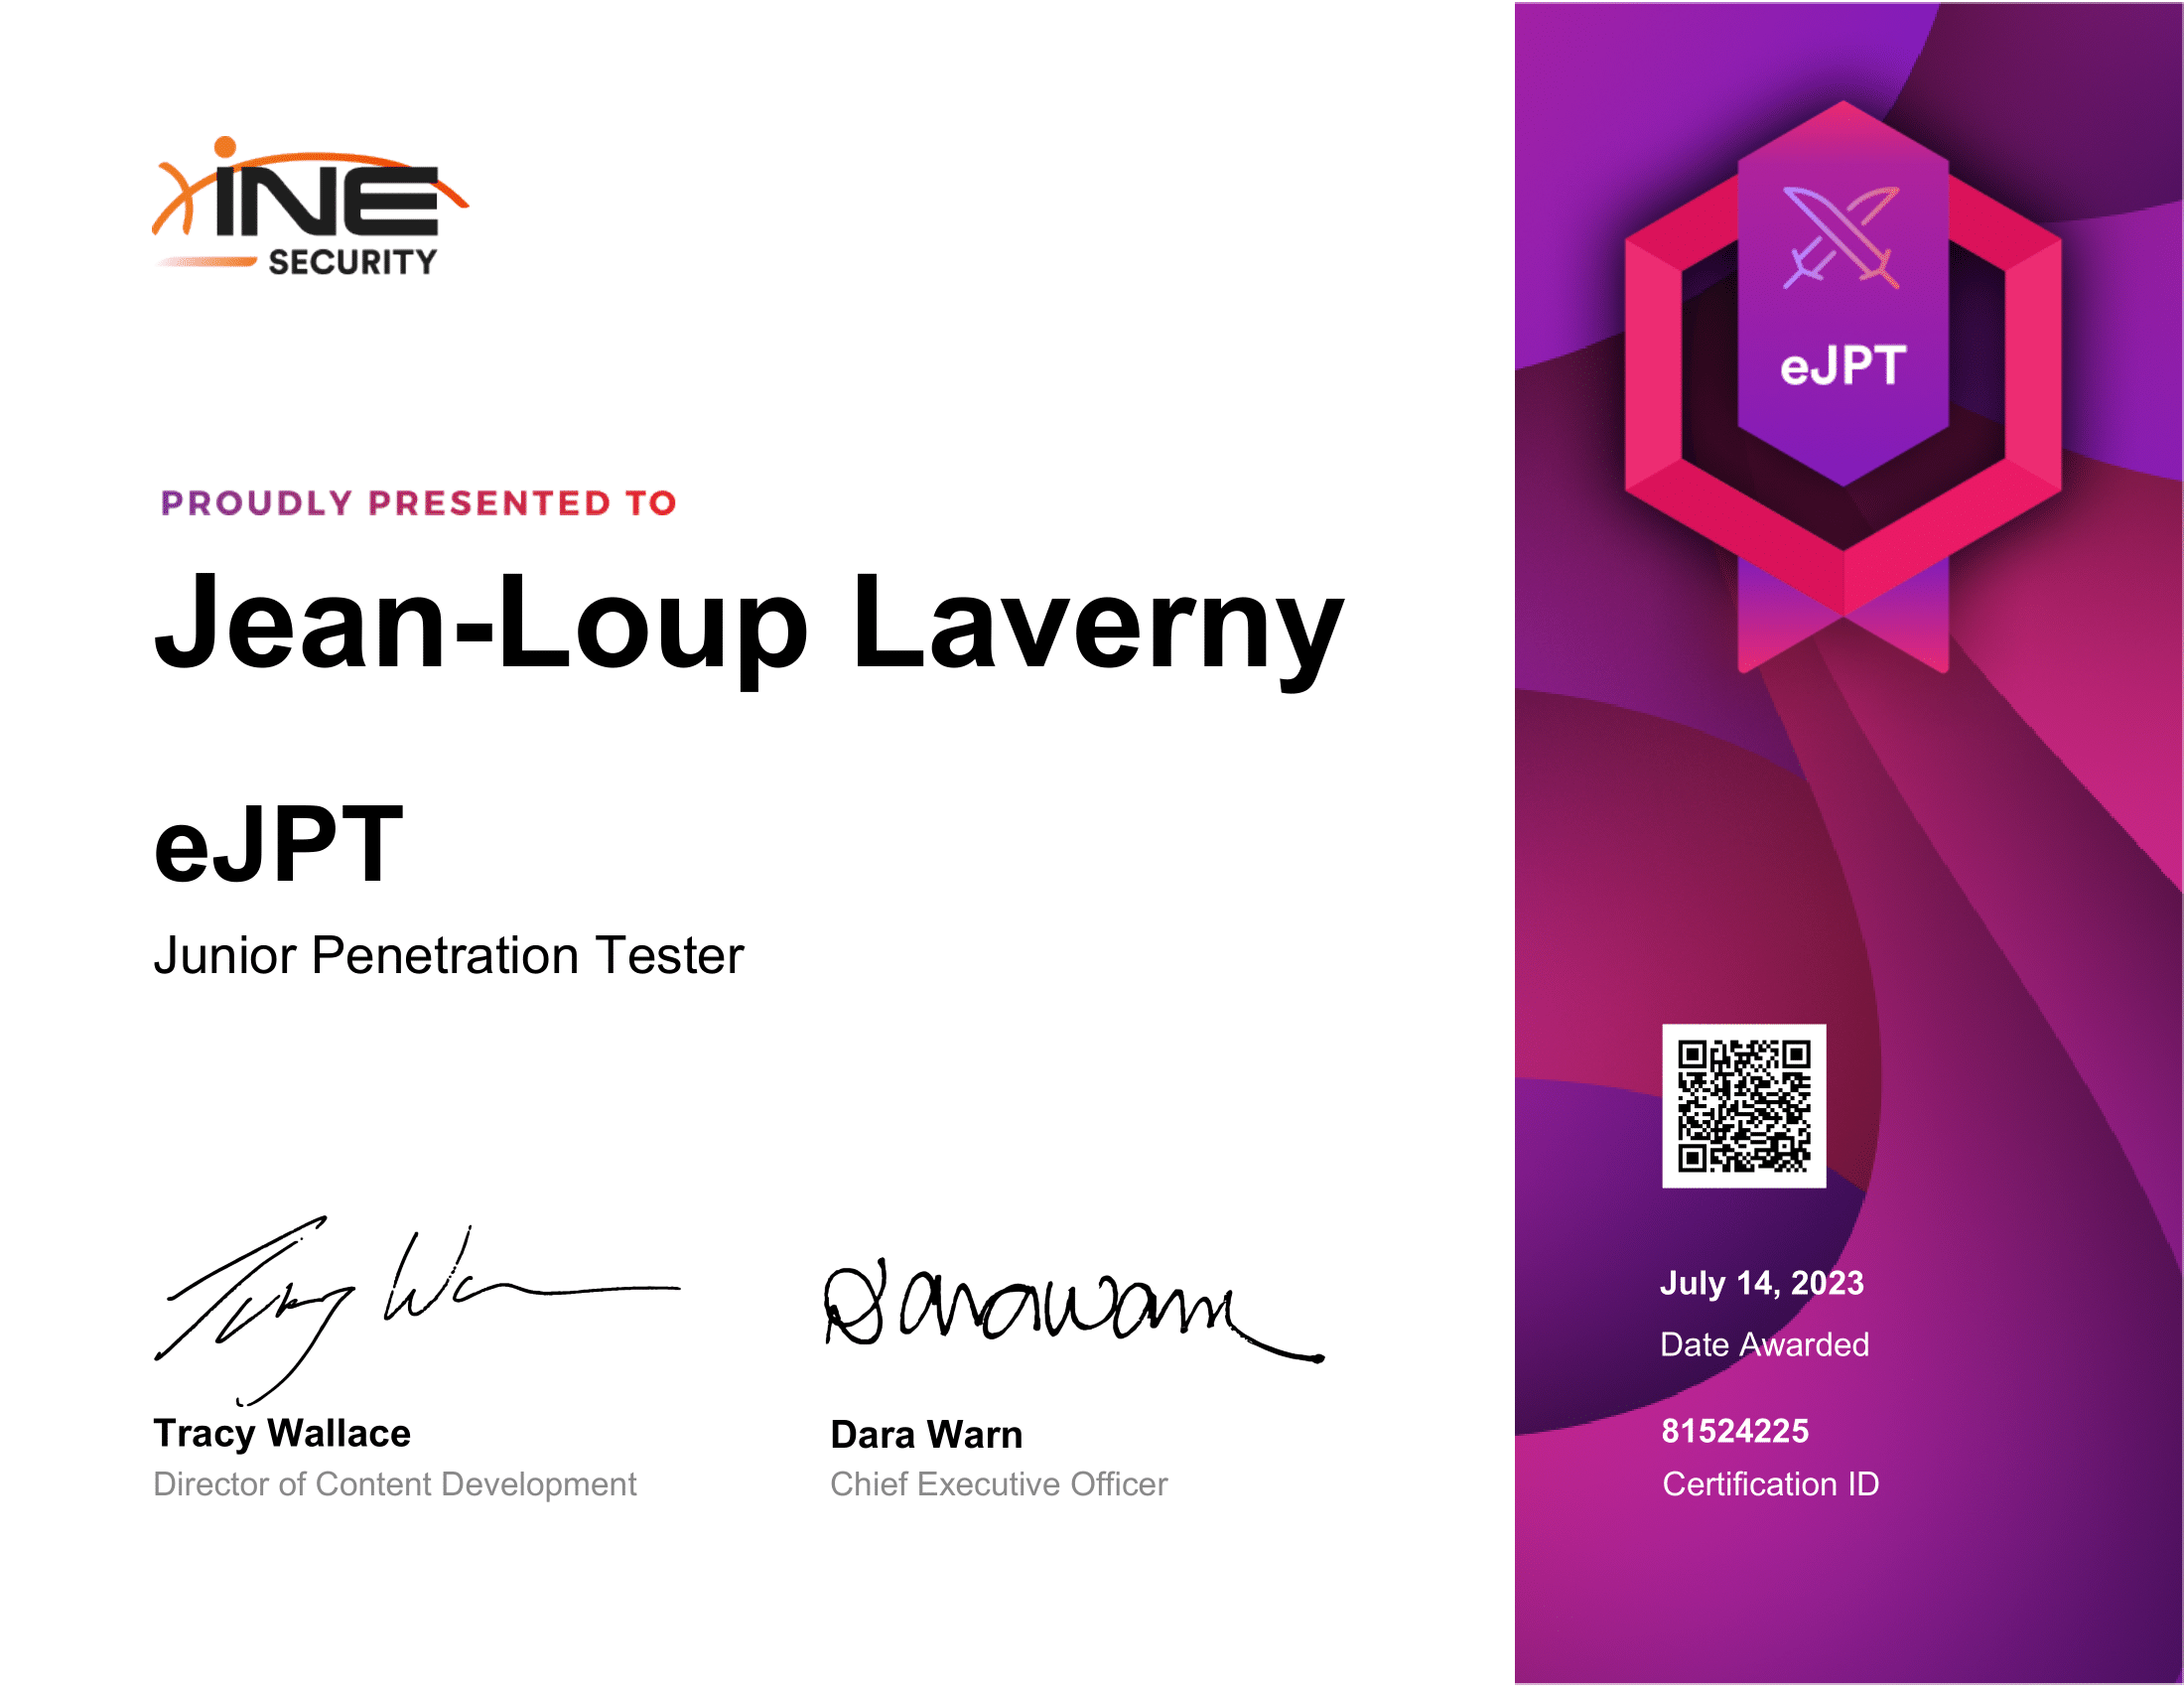 iNE
SECURITY
PROUDLY PRESENTED TO
Jean-Loup Laverny
eJPT
Junior Penetration Tester
Tracy Wallace
Director of Content Development
Dara Warn
Chief Executive Officer
eJPT
July 14, 2023
Date Awarded
81524225
Certification ID